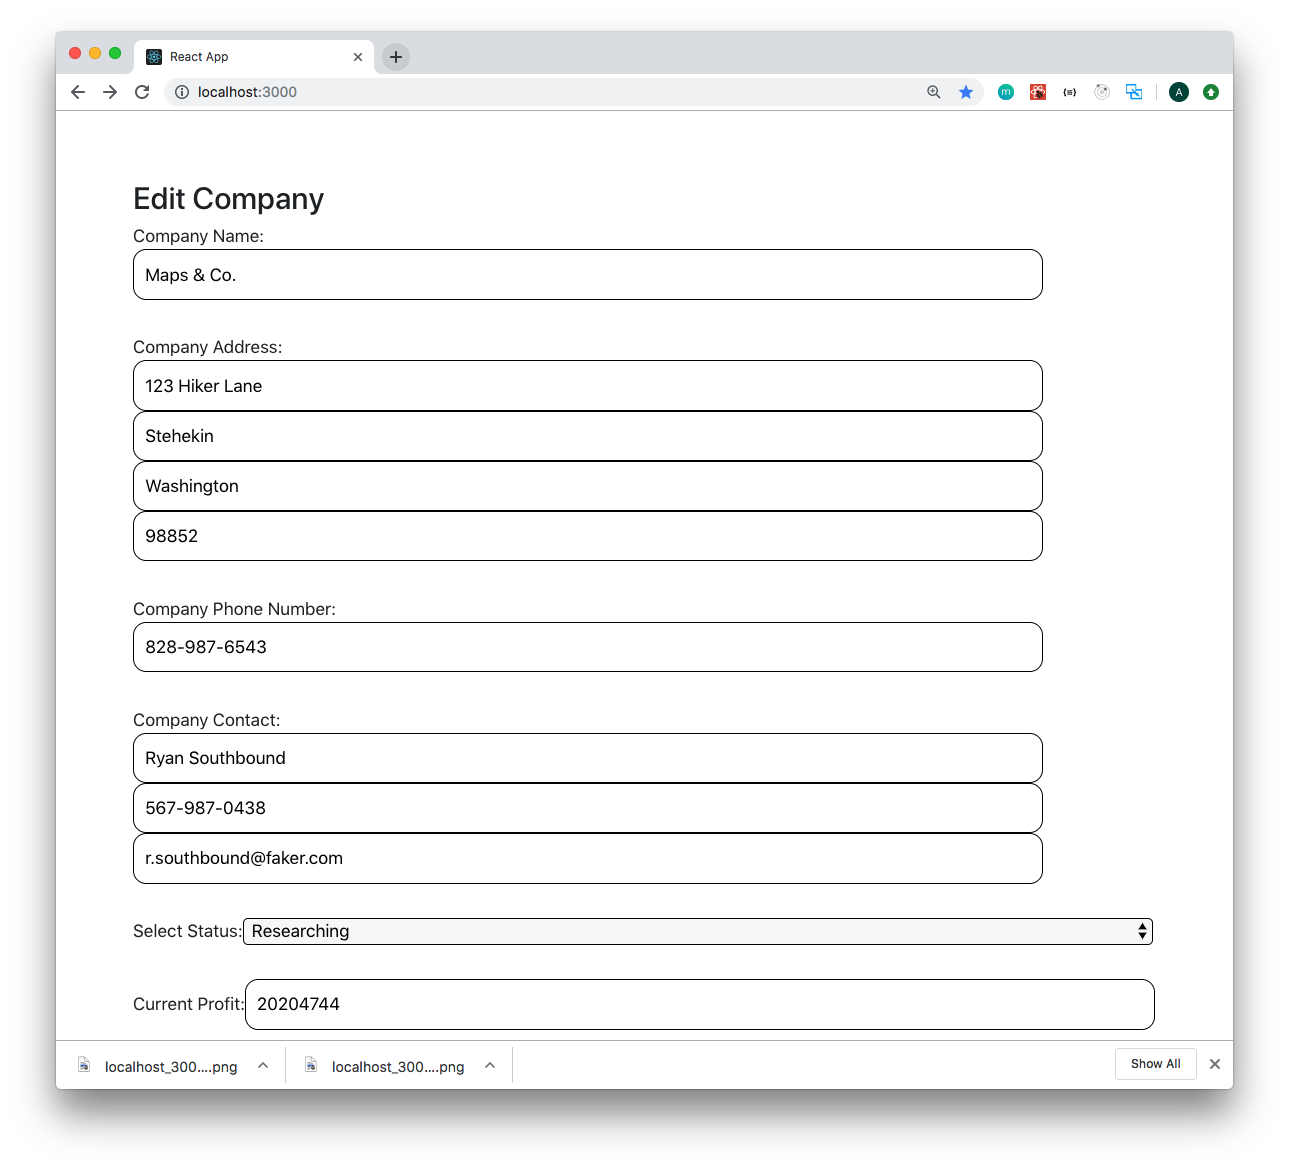 React App
localhost:3000
m
A
Edit Company
Company Name:
Maps & Co.
Company Address:
123 Hiker Lane
Stehekin
Washington
98852
Company Phone Number:
828-987-6543
Company Contact:
Ryan Southbound
567-987-0438
r.southbound@faker.com
Select Status: Researching
Current Profit: 20204744
localhost_300....png
localhost_300....png
Show All